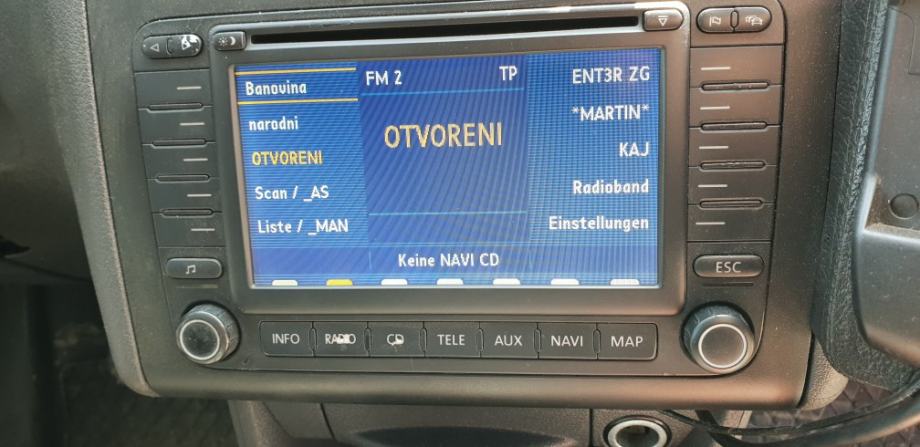 FM 2
TP
Banovina
narodni
OTVORENI
Scan / _AS
Liste / _MAN
OTVORENI
ENT3R ZG
*MARTIN*
KAJ
Radioband
Einstellungen
Keine NAVI CD
ESC
INFO
RADIO
CD
TELE
AUX
NAVI
MAP